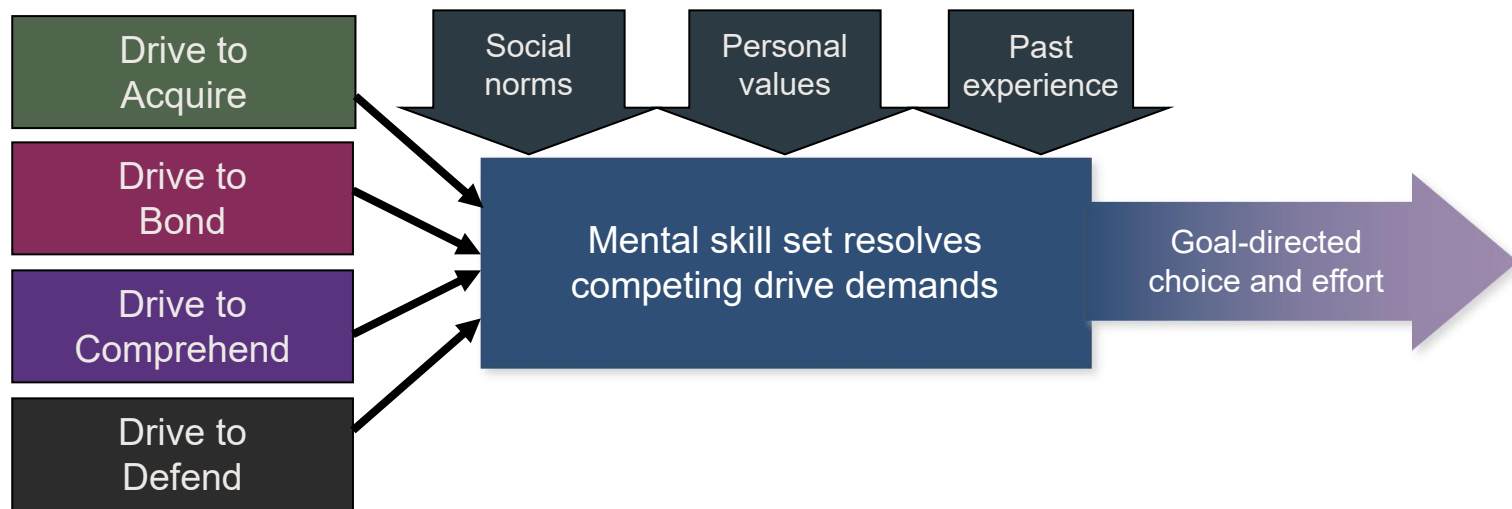 Drive to
Acquire
Drive to
Bond
Drive to
Comprehend
Drive to
Defend
Social
norms
Personal
values
Past
experience
Mental skill set resolves
competing drive demands
Goal-directed
choice and effort